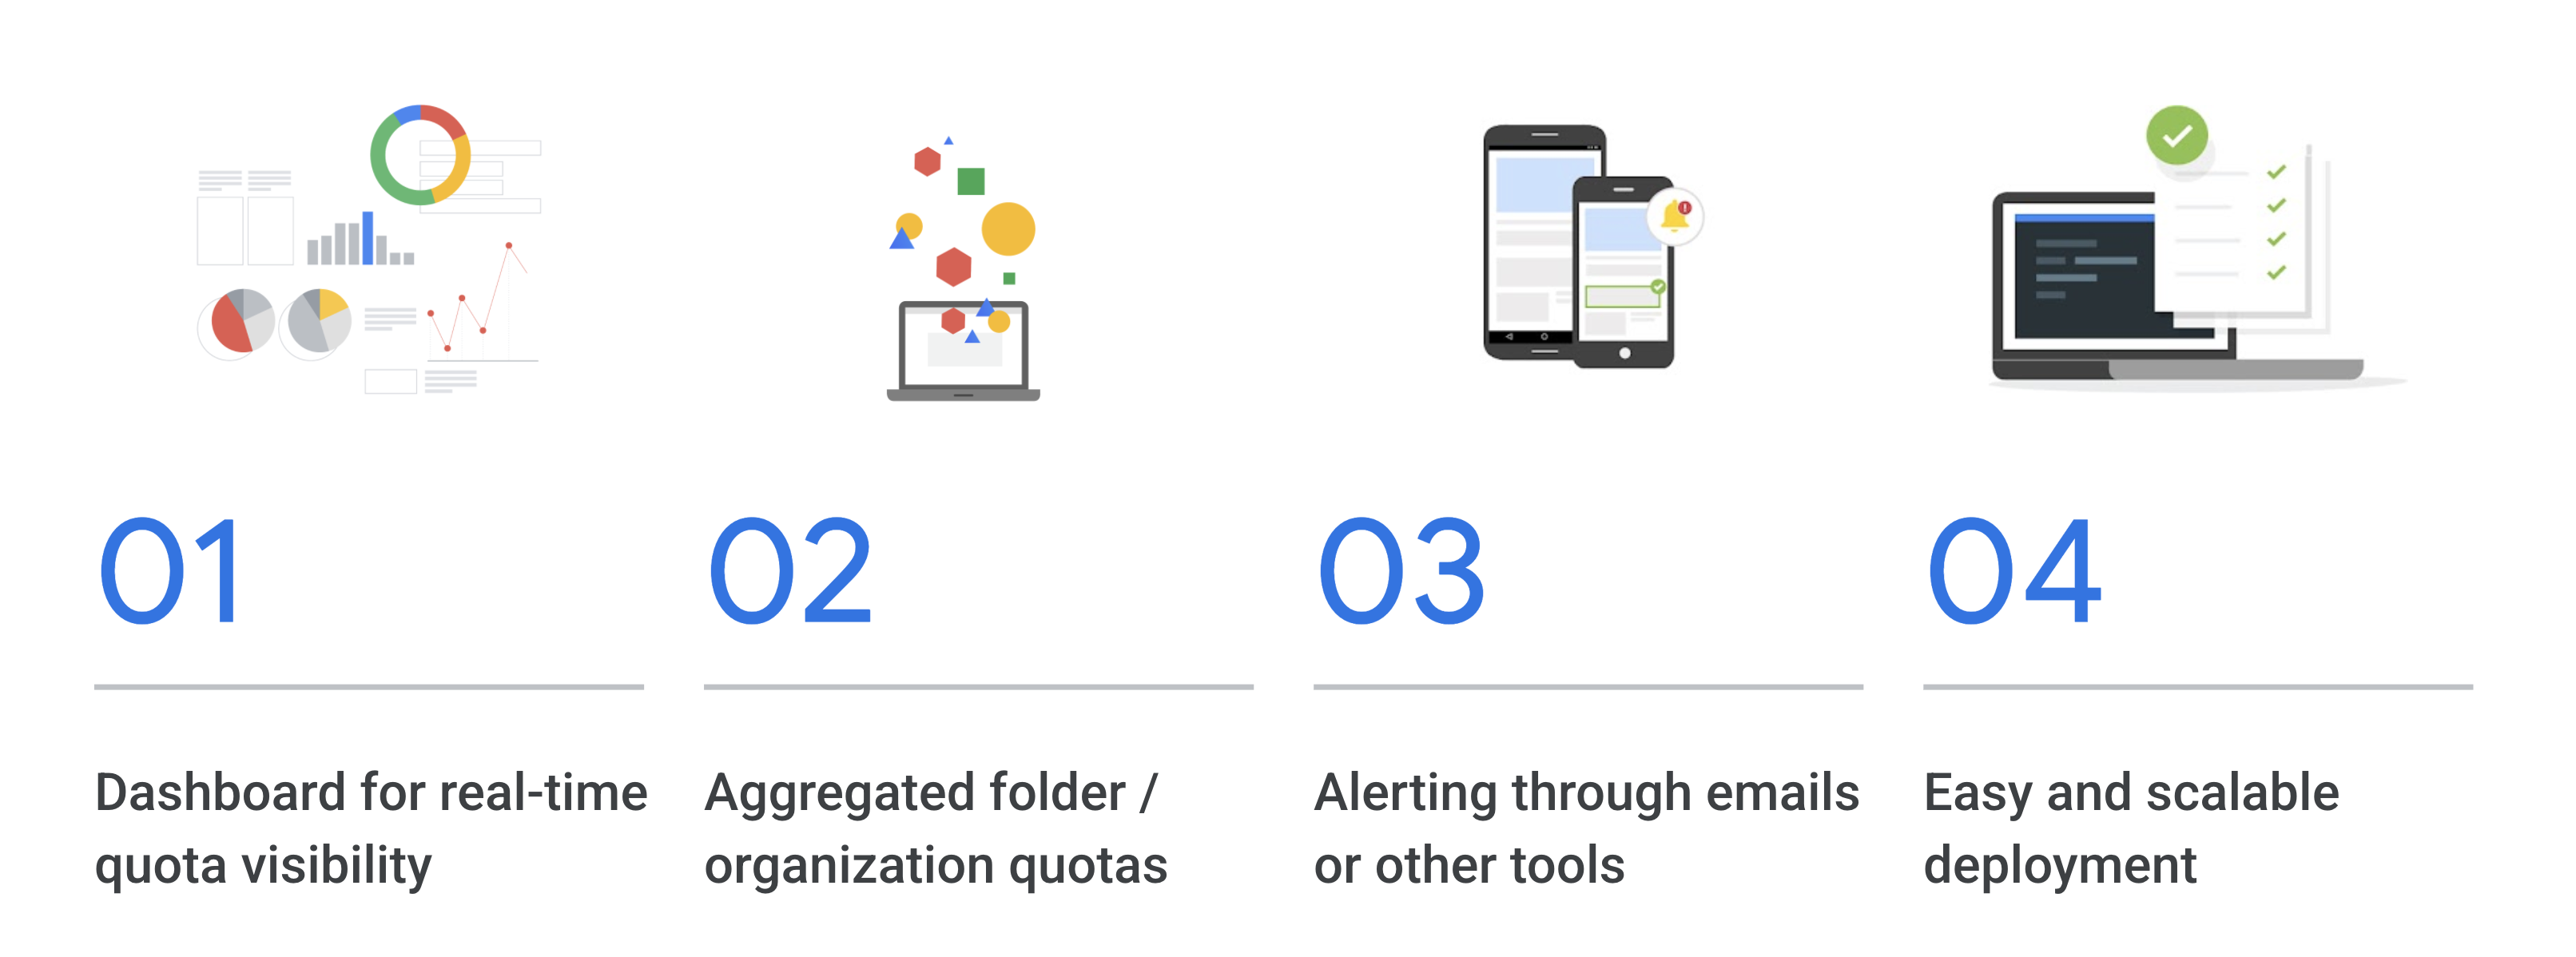 01
Dashboard for real-time
quota visibility
02
Aggregated folder /
organization quotas
03
Alerting through emails
or other tools
04
Easy and scalable
deployment